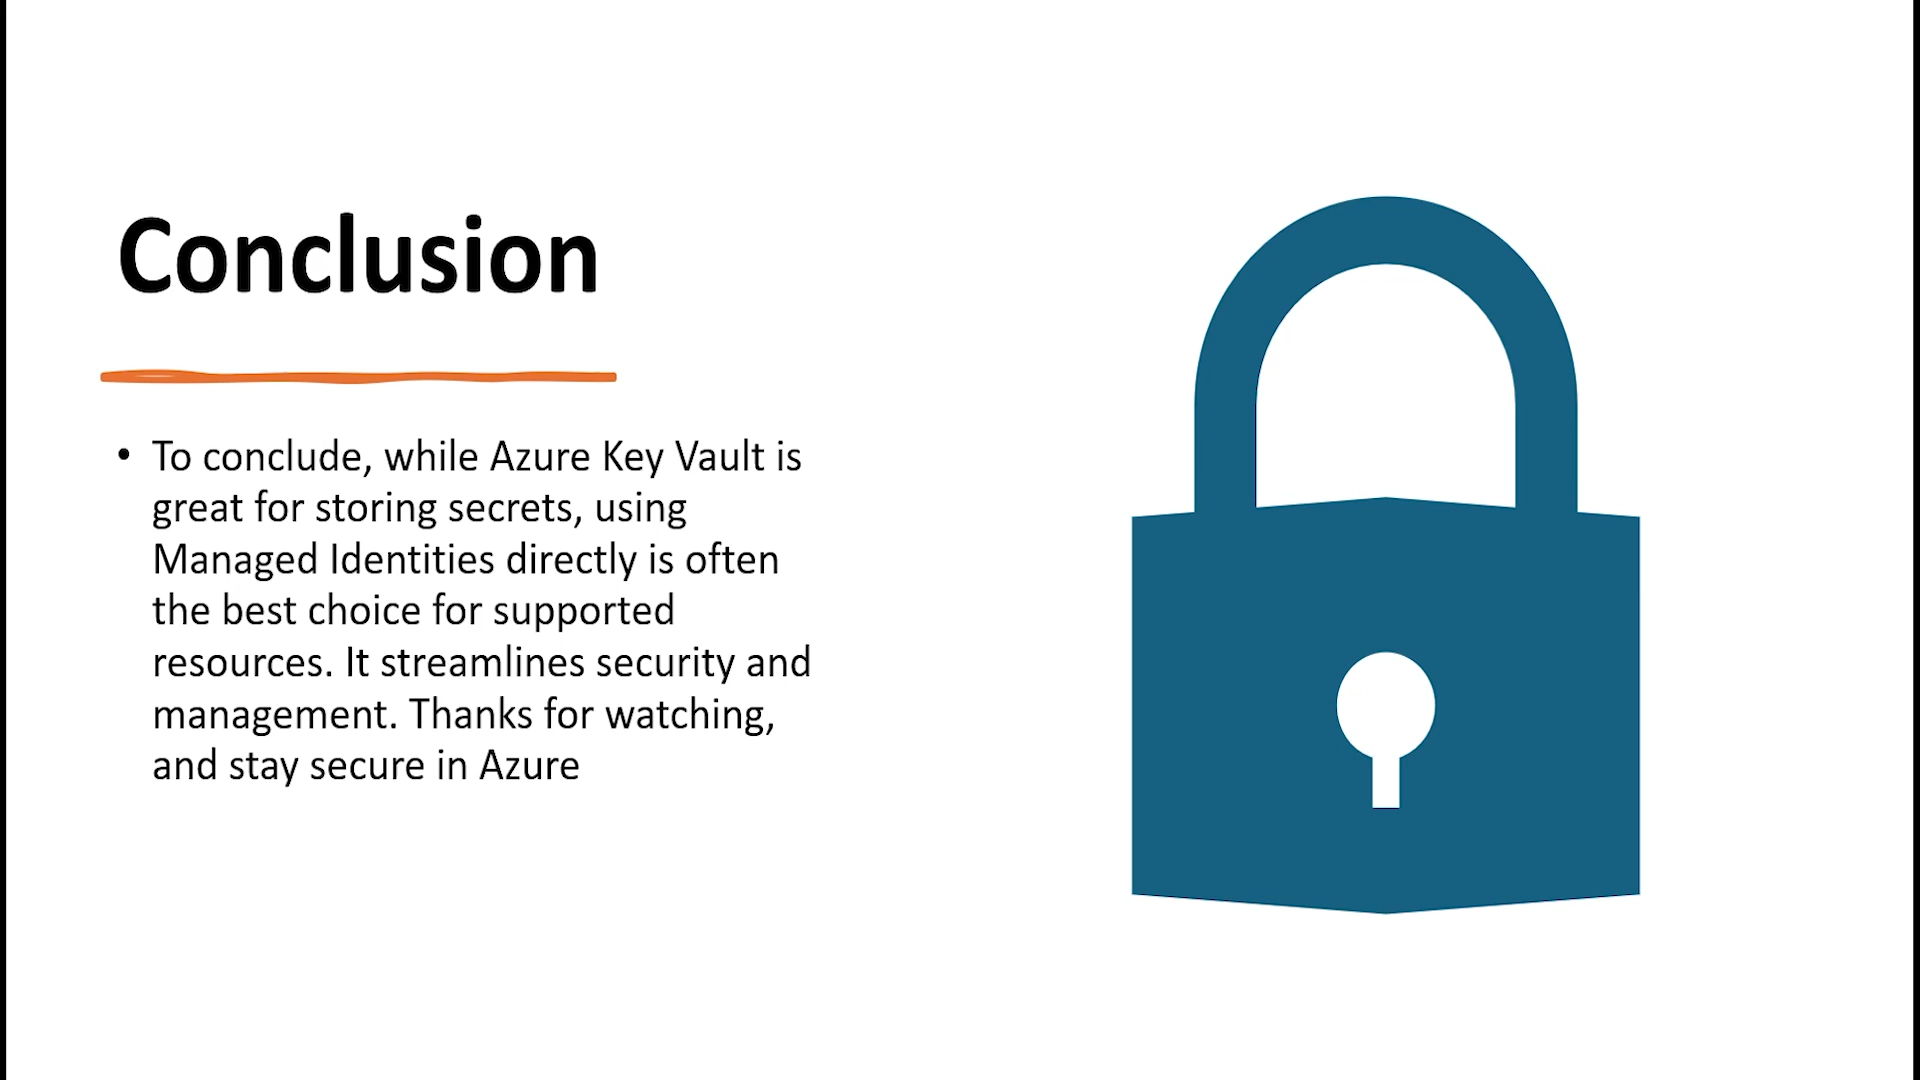 Conclusion
• To conclude, while Azure Key Vault is
great for storing secrets, using
Managed Identities directly is often
the best choice for supported
resources. It streamlines security and
management. Thanks for watching,
and stay secure in Azure